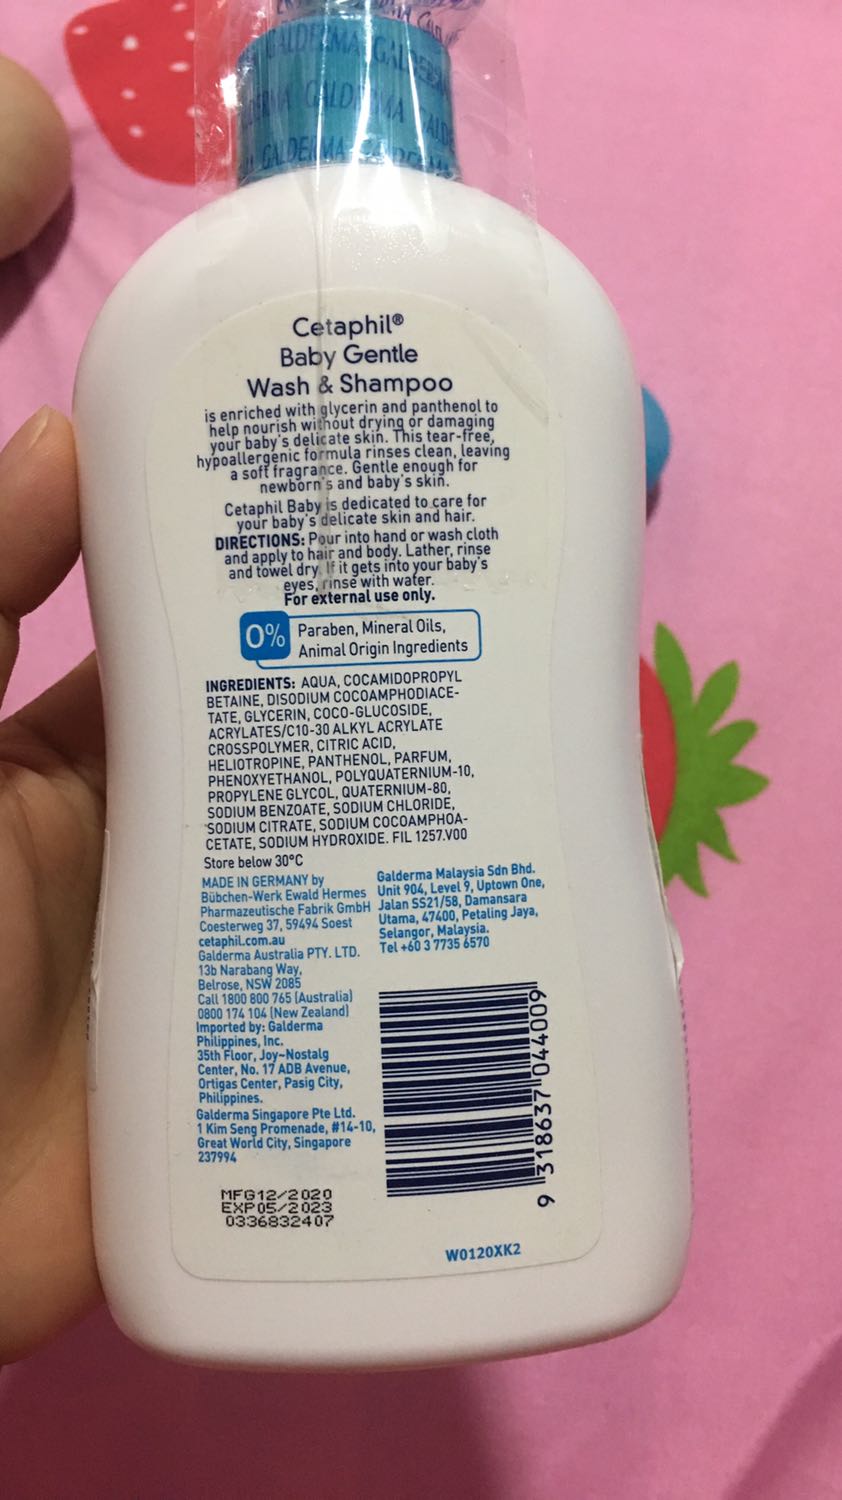 GALDERMA GALDERMA
GALDERMA
GALDERMA
Cetaphil®
Baby Gentle
Wash & Shampoo
is enriched with glycerin and panthenol to
help nourish without drying or damaging
your baby's delicate skin. This tear-free,
hypoallergenic formula rinses clean, leaving
a soft fragrance. Gentle enough for
newborn's and baby's skin.
Cetaphil Baby is dedicated to care for
your baby's delicate skin and hair.
DIRECTIONS: Pour into hand or wash cloth
and apply to hair and body. Lather, rinse
and towel dry. If it gets into your baby's
eyes, rinse with water.
For external use only.
0% Paraben, Mineral Oils,
Animal Origin Ingredients
INGREDIENTS: AQUA, COCAMIDOPROPYL
BETAINE, DISODIUM COCOAMPHODIACE-
TATE, GLYCERIN, COCO-GLUCOSIDE,
ACRYLATES/C10-30 ALKYL ACRYLATE
CROSSPOLYMER, CITRIC ACID,
HELIOTROPINE, PANTHENOL, PARFUM,
PHENOXYETHANOL, POLYQUATERNIUM-10,
PROPYLENE GLYCOL, QUATERNIUM-80,
SODIUM BENZOATE, SODIUM CHLORIDE,
SODIUM CITRATE, SODIUM COCOAMPHOA-
CETATE, SODIUM HYDROXIDE. FIL 1257.V00
Store below 30°C
MADE IN GERMANY by
Bübchen-Werk Ewald Hermes
Pharmazeutische Fabrik GmbH
Coesterweg 37, 59494 Soest
cetaphil.com.au
Galderma Australia PTY. LTD.
13b Narabang Way,
Belrose, NSW 2085
Call 1800 800 765 (Australia)
0800 174 104 (New Zealand)
Imported by: Galderma
Philippines, Inc.
35th Floor, Joy~Nostalg
Center, No. 17 ADB Avenue,
Ortigas Center, Pasig City,
Philippines.
Galderma Singapore Pte Ltd.
1 Kim Seng Promenade, #14-10,
Great World City, Singapore
237994
Galderma Malaysia Sdn Bhd.
Unit 904, Level 9, Uptown One,
Jalan SS21/58, Damansara
Utama, 47400, Petaling Jaya,
Selangor, Malaysia.
Tel +60 3 7735 6570
9 318637 044009
MFG12/2020
EXP05/2023
0336832407
W0120XK2